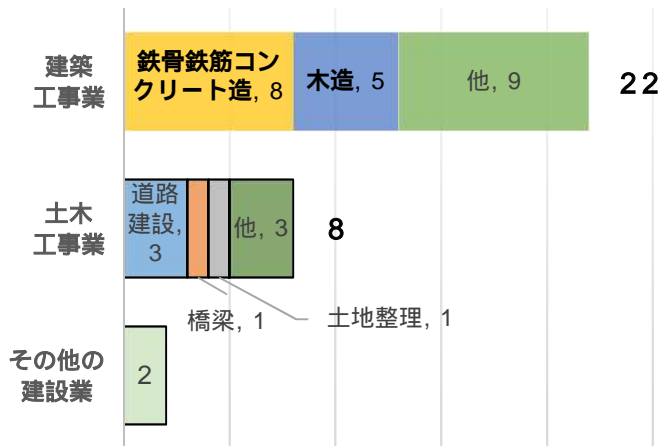 建築
工事業
鉄骨鉄筋コン
クリート造, 8
木造, 5
他, 9
22
土木
工事業
道路
建設,
3
他, 3
8
橋梁, 1
土地整理, 1
その他の
建設業
2